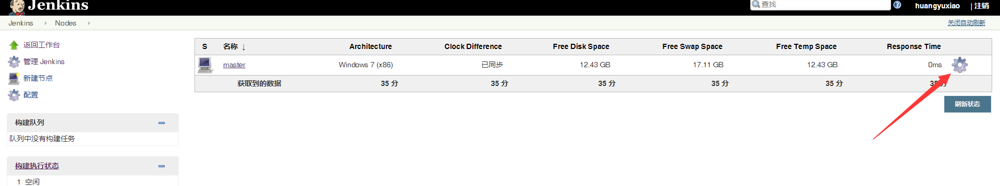 Jenkins
查找
huangyuxiao | 注销
Jenkins Nodes
关闭自动刷新
返回工作台
管理 Jenkins
新建节点
配置
构建队列
队列中没有构建任务
构建执行状态
1 空闲
S 名称 ↓ Architecture Clock Difference Free Disk Space Free Swap Space Free Temp Space Response Time
master Windows 7 (x86) 已同步 12.43 GB 17.11 GB 12.43 GB 0ms
获取到的数据 35 分 35 分 35 分 35 分 35 分 35 分
刷新状态